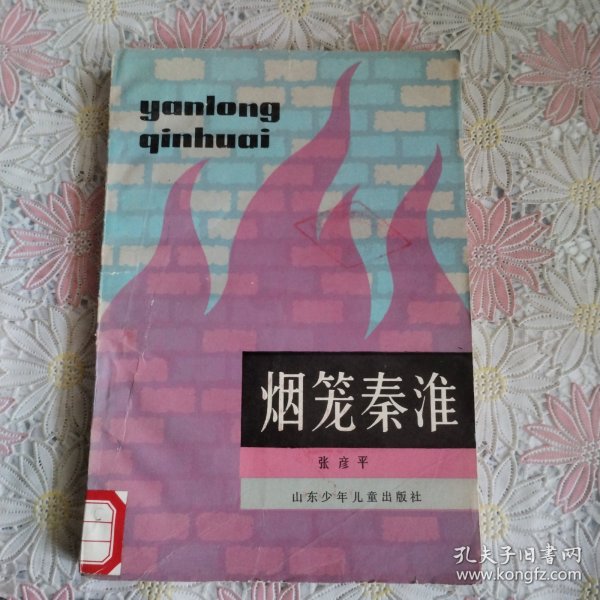 yanlong
qinhuai
烟笼秦淮
张彦平
山东少年儿童出版社
孔夫子旧书网
www.kongfz.com